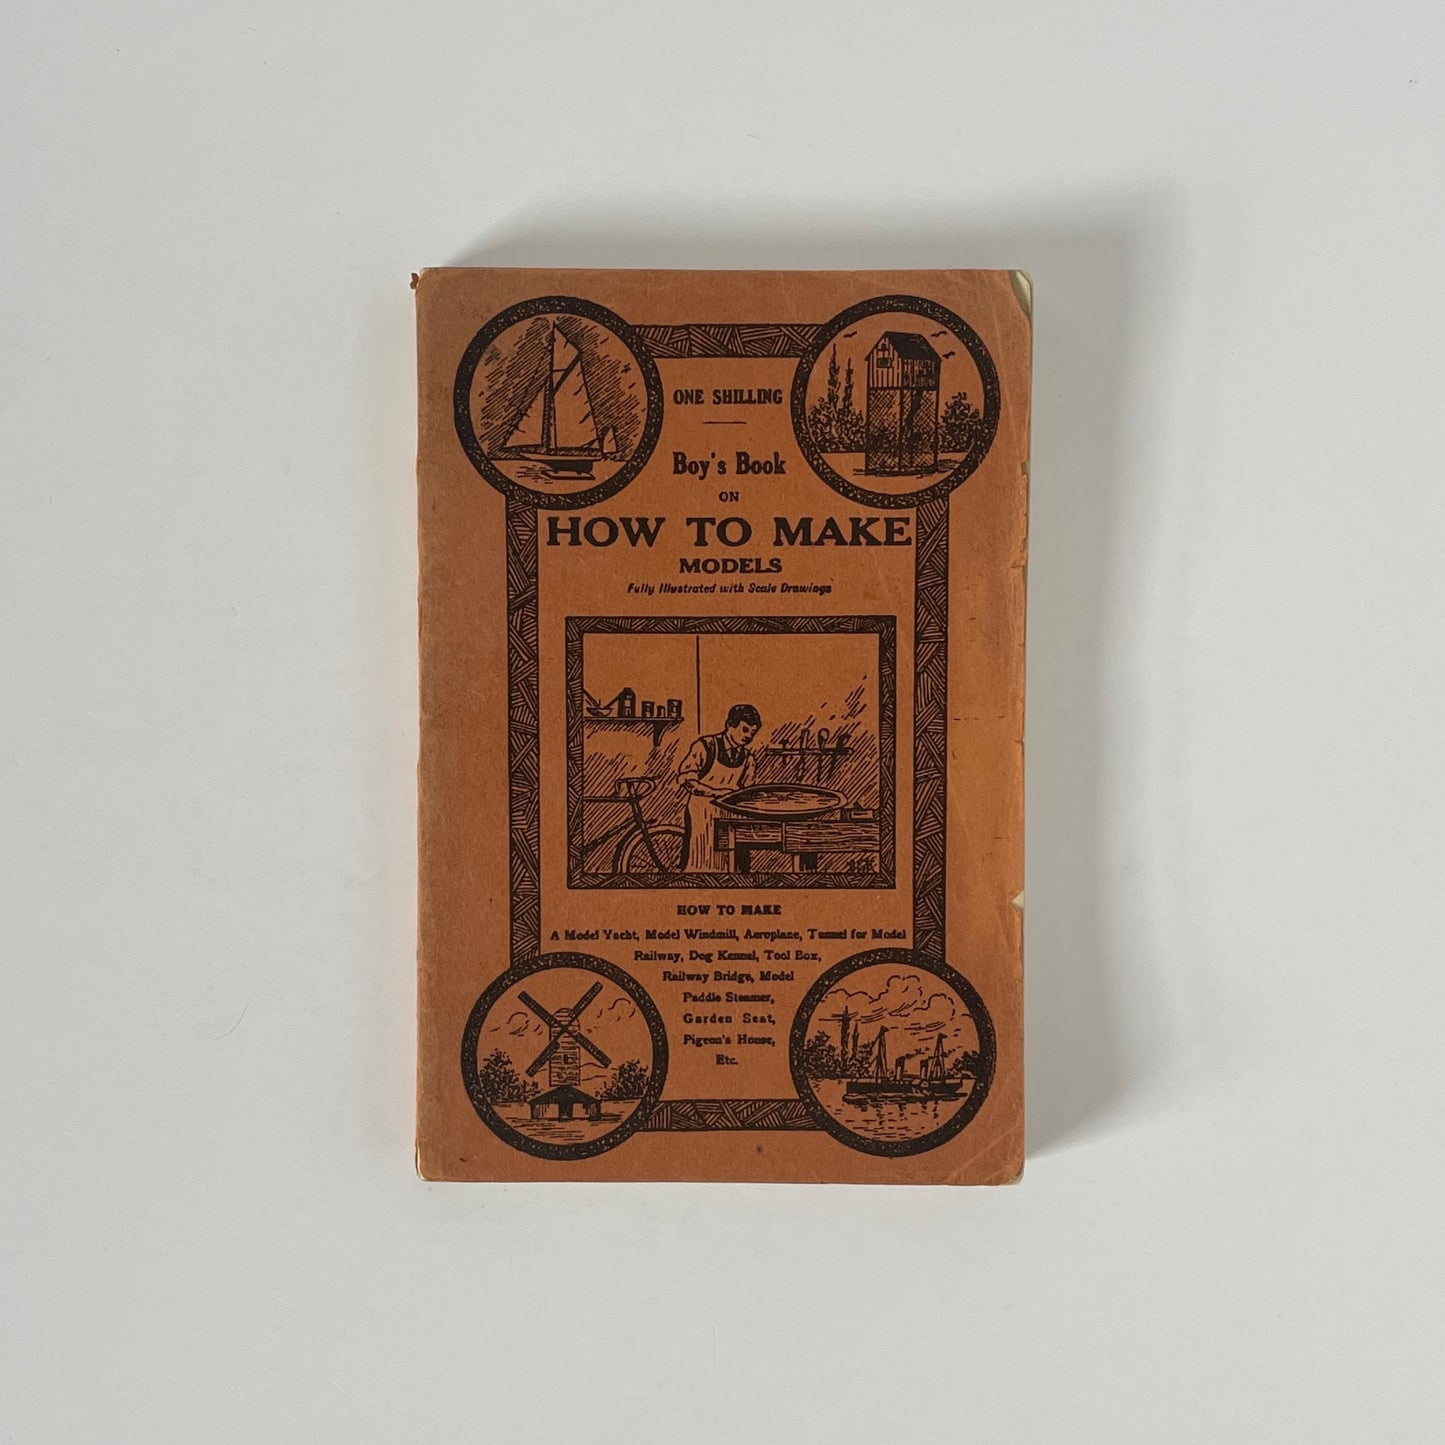 ONE SHILLING
Boy's Book
ON
HOW TO MAKE
MODELS
Fully Illustrated with Scale Drawings
HOW TO MAKE
A Model Yacht, Model Windmill, Aeroplane, Tunnel for Model
Railway, Dog Kennel, Tool Box,
Railway Bridge, Model
Paddle Steamer,
Garden Seat,
Pigeon's House,
Etc.